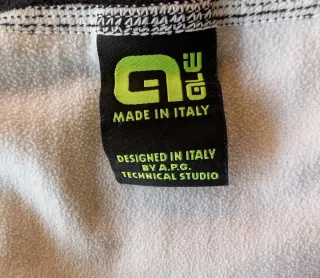 ALÉ
MADE IN ITALY
DESIGNED IN ITALY
BY A.P.G.
TECHNICAL STUDIO